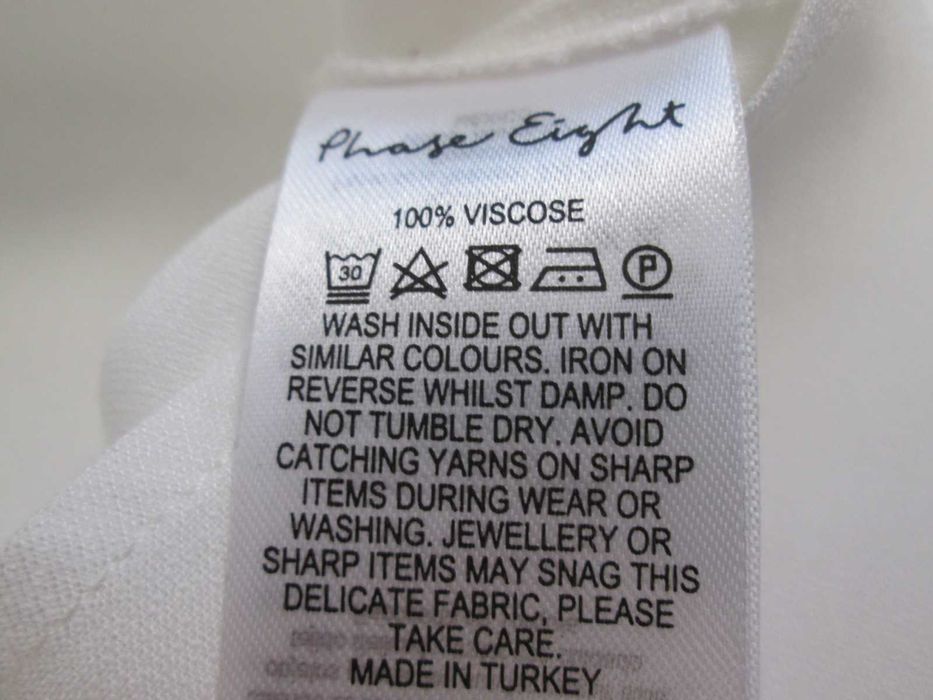 Phase Eight
100% VISCOSE
30 P
WASH INSIDE OUT WITH
SIMILAR COLOURS. IRON ON
REVERSE WHILST DAMP. DO
NOT TUMBLE DRY. AVOID
CATCHING YARNS ON SHARP
ITEMS DURING WEAR OR
WASHING. JEWELLERY OR
SHARP ITEMS MAY SNAG THIS
DELICATE FABRIC, PLEASE
TAKE CARE.
MADE IN TURKEY